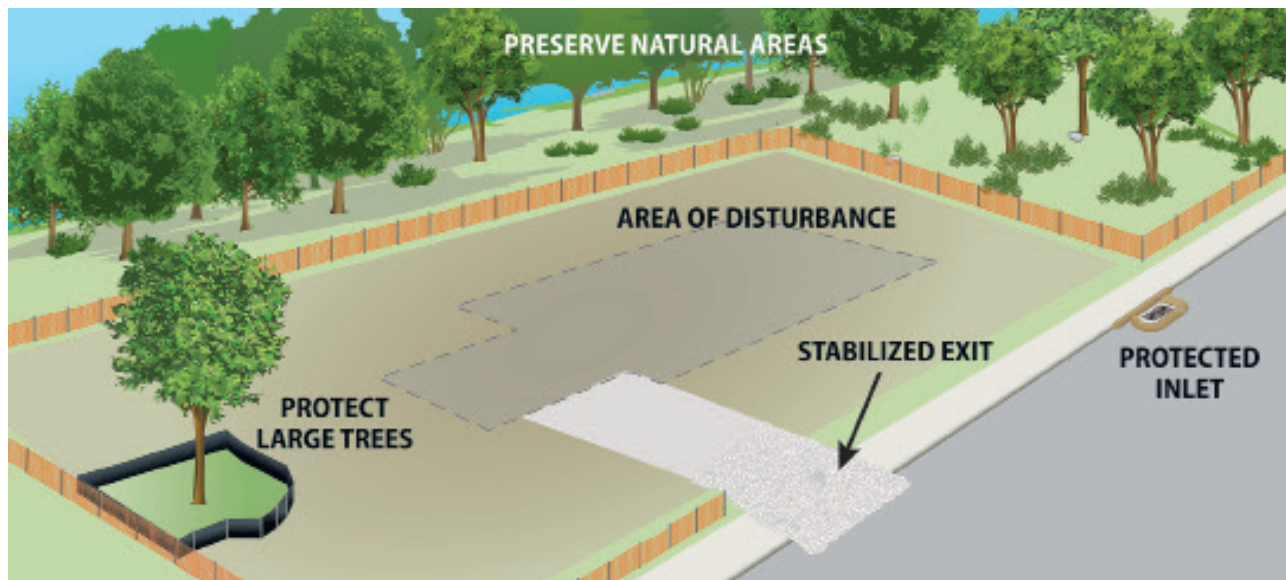 PRESERVE NATURAL AREAS
AREA OF DISTURBANCE
STABILIZED EXIT
PROTECTED
INLET
PROTECT
LARGE TREES